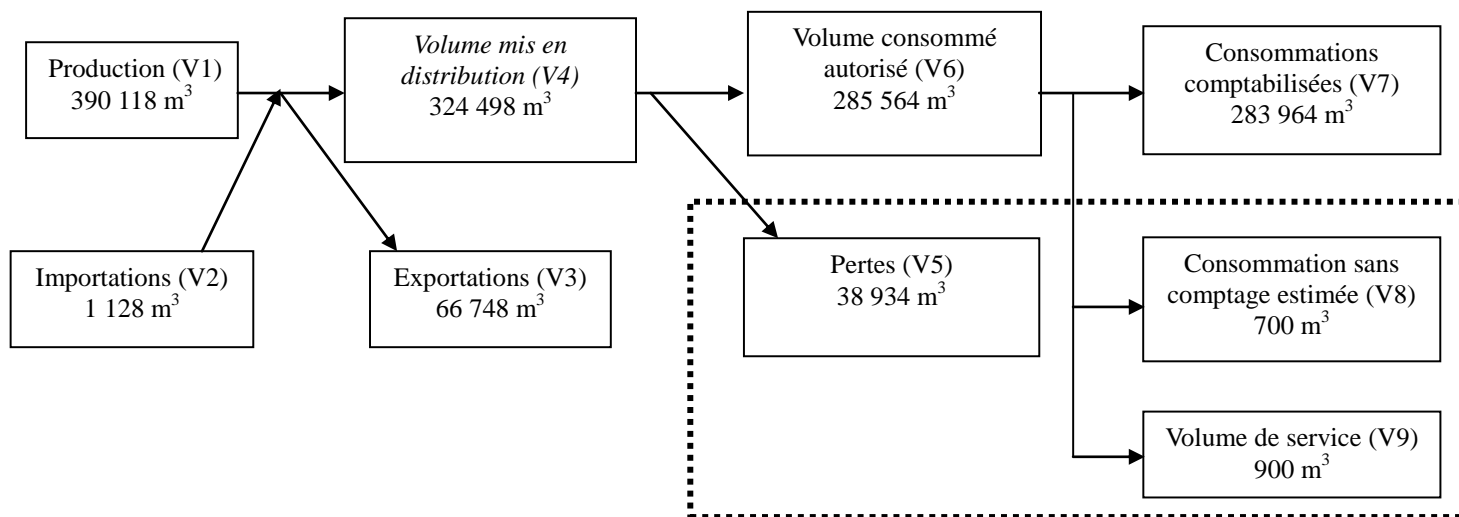 Production (V1)
390 118 m³
Volume mis en
distribution (V4)
324 498 m³
Volume consommé
autorisé (V6)
285 564 m³
Consommations
comptabilisées (V7)
283 964 m³
Importations (V2)
1 128 m³
Exportations (V3)
66 748 m³
Pertes (V5)
38 934 m³
Consommation sans
comptage estimée (V8)
700 m³
Volume de service (V9)
900 m³